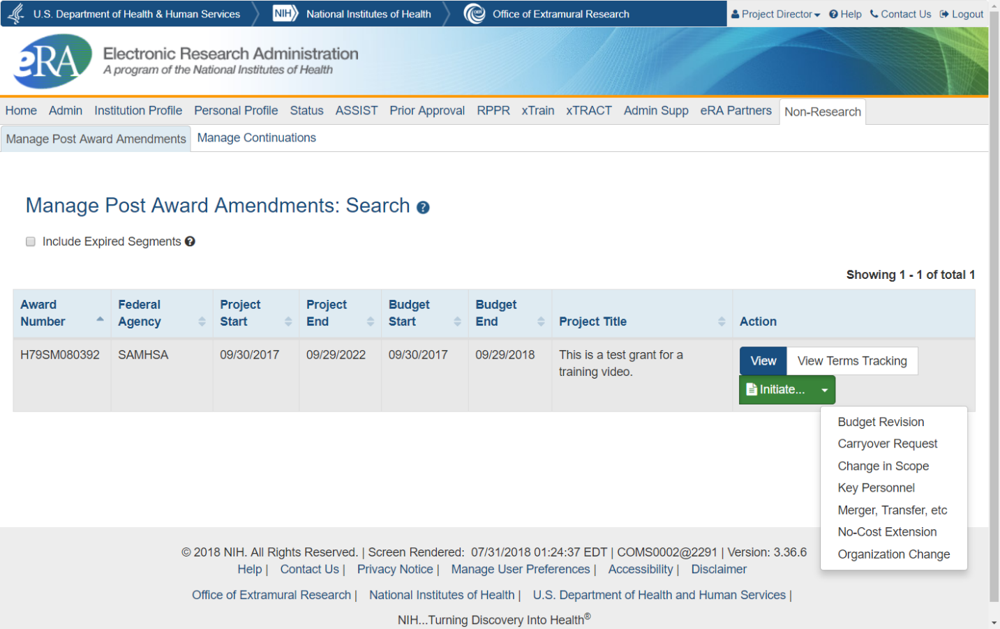 U.S. Department of Health & Human Services NIH National Institutes of Health OER Office of Extramural Research Project Director Help Contact Us Logout
eRA
Electronic Research Administration
A program of the National Institutes of Health
Home Admin Institution Profile Personal Profile Status ASSIST Prior Approval RPPR xTrain xTRACT Admin Supp eRA Partners Non-Research
Manage Post Award Amendments Manage Continuations
Manage Post Award Amendments: Search ?
Include Expired Segments ?
Showing 1 - 1 of total 1
Award Number Federal Agency Project Start Project End Budget Start Budget End Project Title Action
H79SM080392 SAMHSA 09/30/2017 09/29/2022 09/30/2017 09/29/2018 This is a test grant for a
training video.
View View Terms Tracking
Initiate...
Budget Revision
Carryover Request
Change in Scope
Key Personnel
Merger, Transfer, etc
No-Cost Extension
Organization Change
© 2018 NIH. All Rights Reserved. | Screen Rendered: 07/31/2018 01:24:37 EDT | COMS0002@2291 | Version: 3.36.6
Help | Contact Us | Privacy Notice | Manage User Preferences | Accessibility | Disclaimer
Office of Extramural Research | National Institutes of Health | U.S. Department of Health and Human Services |
NIH...Turning Discovery Into Health®